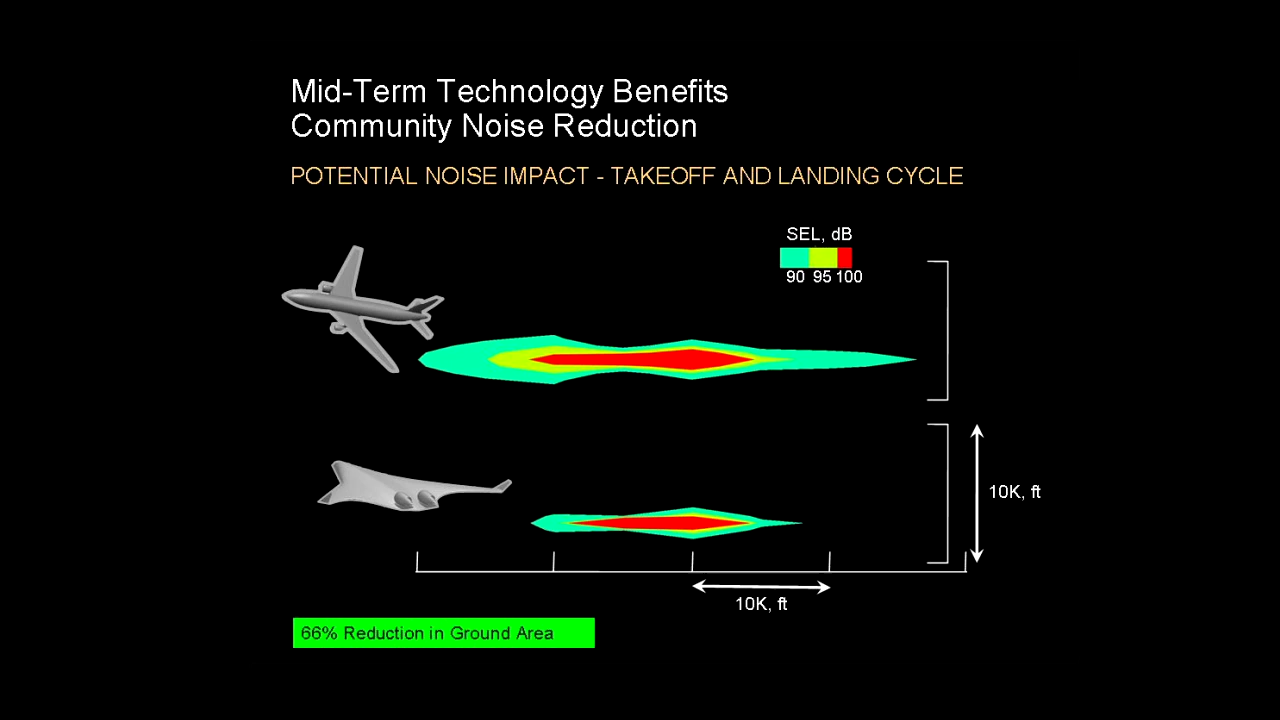 Mid-Term Technology Benefits
Community Noise Reduction
POTENTIAL NOISE IMPACT - TAKEOFF AND LANDING CYCLE
SEL, dB
90 95 100
10K, ft
10K, ft
66% Reduction in Ground Area